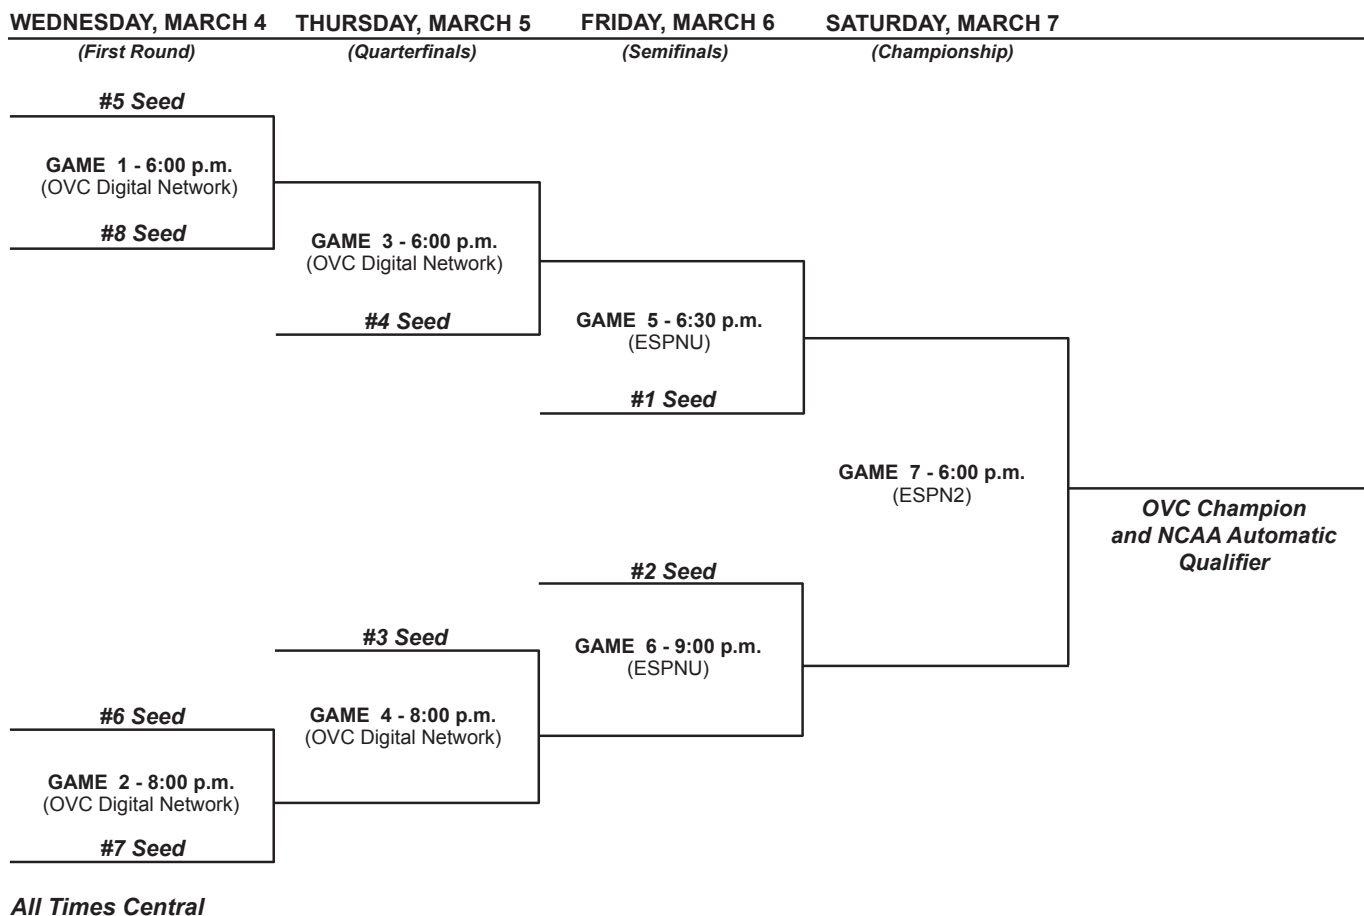 WEDNESDAY, MARCH 4
(First Round)
THURSDAY, MARCH 5
(Quarterfinals)
FRIDAY, MARCH 6
(Semifinals)
SATURDAY, MARCH 7
(Championship)
#5 Seed
GAME 1 - 6:00 p.m.
(OVC Digital Network)
#8 Seed
GAME 3 - 6:00 p.m.
(OVC Digital Network)
#4 Seed
GAME 5 - 6:30 p.m.
(ESPNU)
#1 Seed
GAME 7 - 6:00 p.m.
(ESPN2)
OVC Champion
and NCAA Automatic
Qualifier
#2 Seed
GAME 6 - 9:00 p.m.
(ESPNU)
#3 Seed
GAME 4 - 8:00 p.m.
(OVC Digital Network)
#6 Seed
GAME 2 - 8:00 p.m.
(OVC Digital Network)
#7 Seed
All Times Central